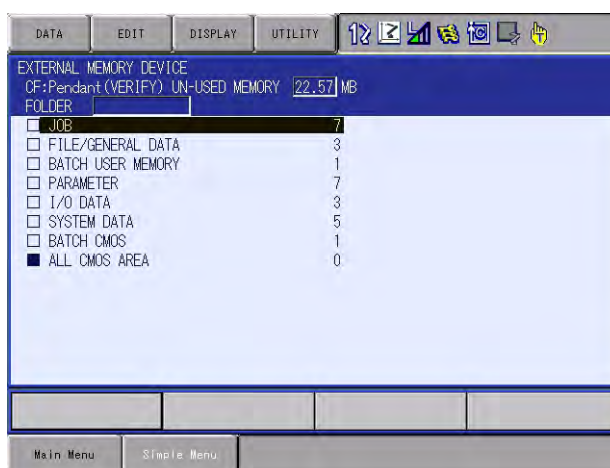 DATA EDIT DISPLAY UTILITY
EXTERNAL MEMORY DEVICE
CF:Pendant(VERIFY) UN-USED MEMORY 22.57 MB
FOLDER
JOB 7
FILE/GENERAL DATA 3
BATCH USER MEMORY 1
PARAMETER 7
I/O DATA 3
SYSTEM DATA 5
BATCH CMOS 1
ALL CMOS AREA 0
Main Menu Simple Menu